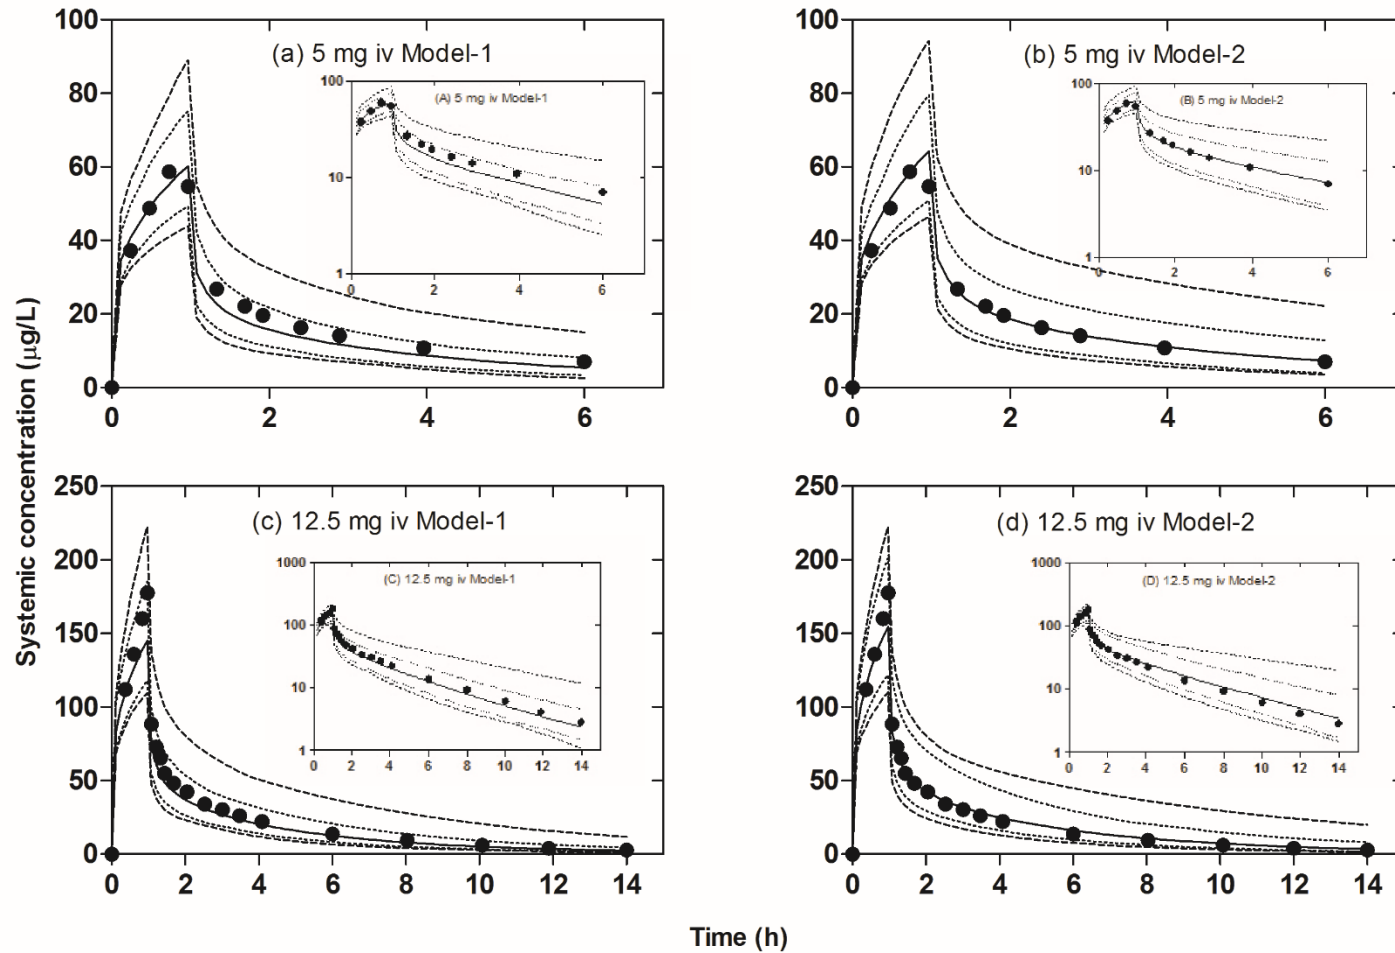 Systemic concentration (µg/L)
(a) 5 mg iv Model-1
100
80
60
40
20
0
0 2 4 6
(A) 5 mg iv Model-1
100
10
1
0 2 4 6
(b) 5 mg iv Model-2
100
80
60
40
20
0
0 2 4 6
(B) 5 mg iv Model-2
100
10
1
0 2 4 6
(c) 12.5 mg iv Model-1
250
200
150
100
50
0
0 2 4 6 8 10 12 14
(C) 12.5 mg iv Model-1
1000
100
10
1
0 2 4 6 8 10 12 14
(d) 12.5 mg iv Model-2
250
200
150
100
50
0
0 2 4 6 8 10 12 14
(D) 12.5 mg iv Model-2
1000
100
10
1
0 2 4 6 8 10 12 14
Time (h)